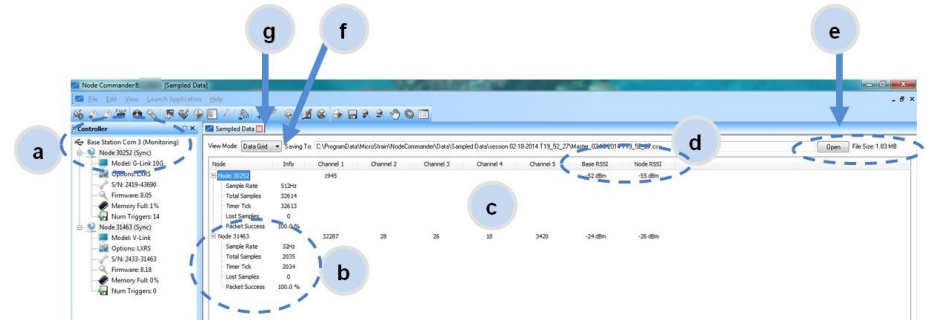 g
f
e
Node Commander® [Sampled Data]
File Edit View Launch Application Help
Controller
Sampled Data
a
Base Station Com 3 (Monitoring)
View Mode: Data Grid Saving To: C:\ProgramData\MicroStrain\NodeCommander\Data\Sampled Data\session 02-18-2014 T19_52_27\Master_02-18-2014 T19_52_27.csv
d
Open File Size: 1.83 MB
Node 30252 (Sync)
Model: G-Link 10G
Options: LXRS
S/N: 2419-43690
Firmware: 8.05
Memory Full: 1%
Num Triggers: 14
Node 31463 (Sync)
Model: V-Link
Options: LXRS
S/N: 2433-31463
Firmware: 8.18
Memory Full: 0%
Num Triggers: 0
Node Info Channel 1 Channel 2 Channel 3 Channel 4 Channel 5 Base RSSI Node RSSI
Node 30252 1945 -52 dBm -55 dBm
Sample Rate 512Hz
Total Samples 32614
Timer Tick 32613
Lost Samples 0
Packet Success 100.0 %
c
Node 31463 32287 28 26 18 3420 -24 dBm -26 dBm
Sample Rate 32Hz
Total Samples 2035
Timer Tick 2034
Lost Samples 0
Packet Success 100.0 %
b